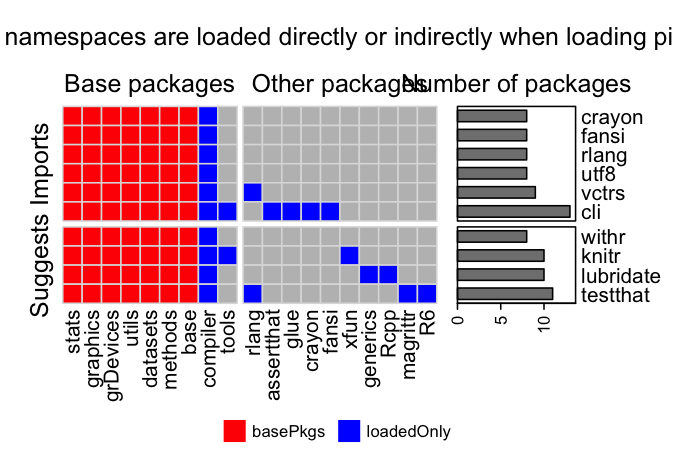 namespaces are loaded directly or indirectly when loading pi
Base packages
Other packages
Number of packages
Imports
Suggests
crayon
fansi
rlang
utf8
vctrs
cli
withr
knitr
lubridate
testthat
stats
graphics
grDevices
utils
datasets
methods
base
compiler
tools
rlang
assertthat
glue
crayon
fansi
xfun
generics
Rcpp
magrittr
R6
0
5
10
basePkgs
loadedOnly